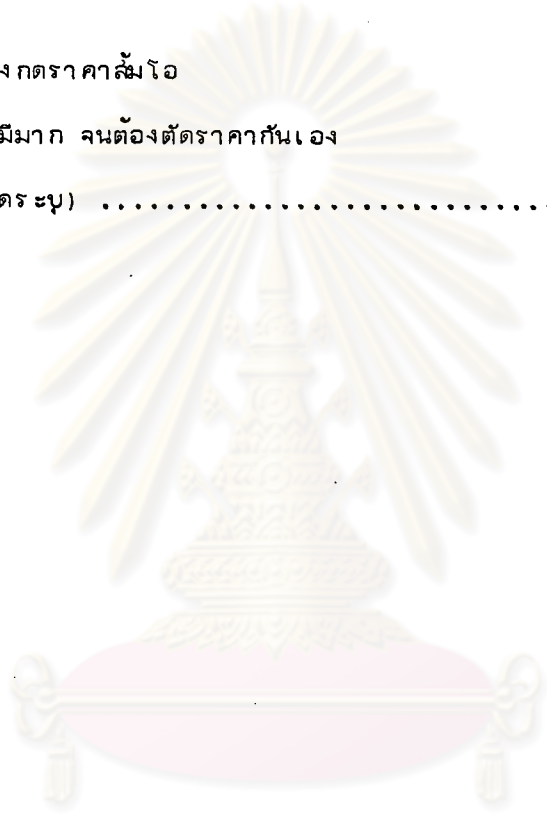 งกดราคาส้มโอ
มีมาก จนต้องตัดราคากันเอง
ดระบุ) ..............................